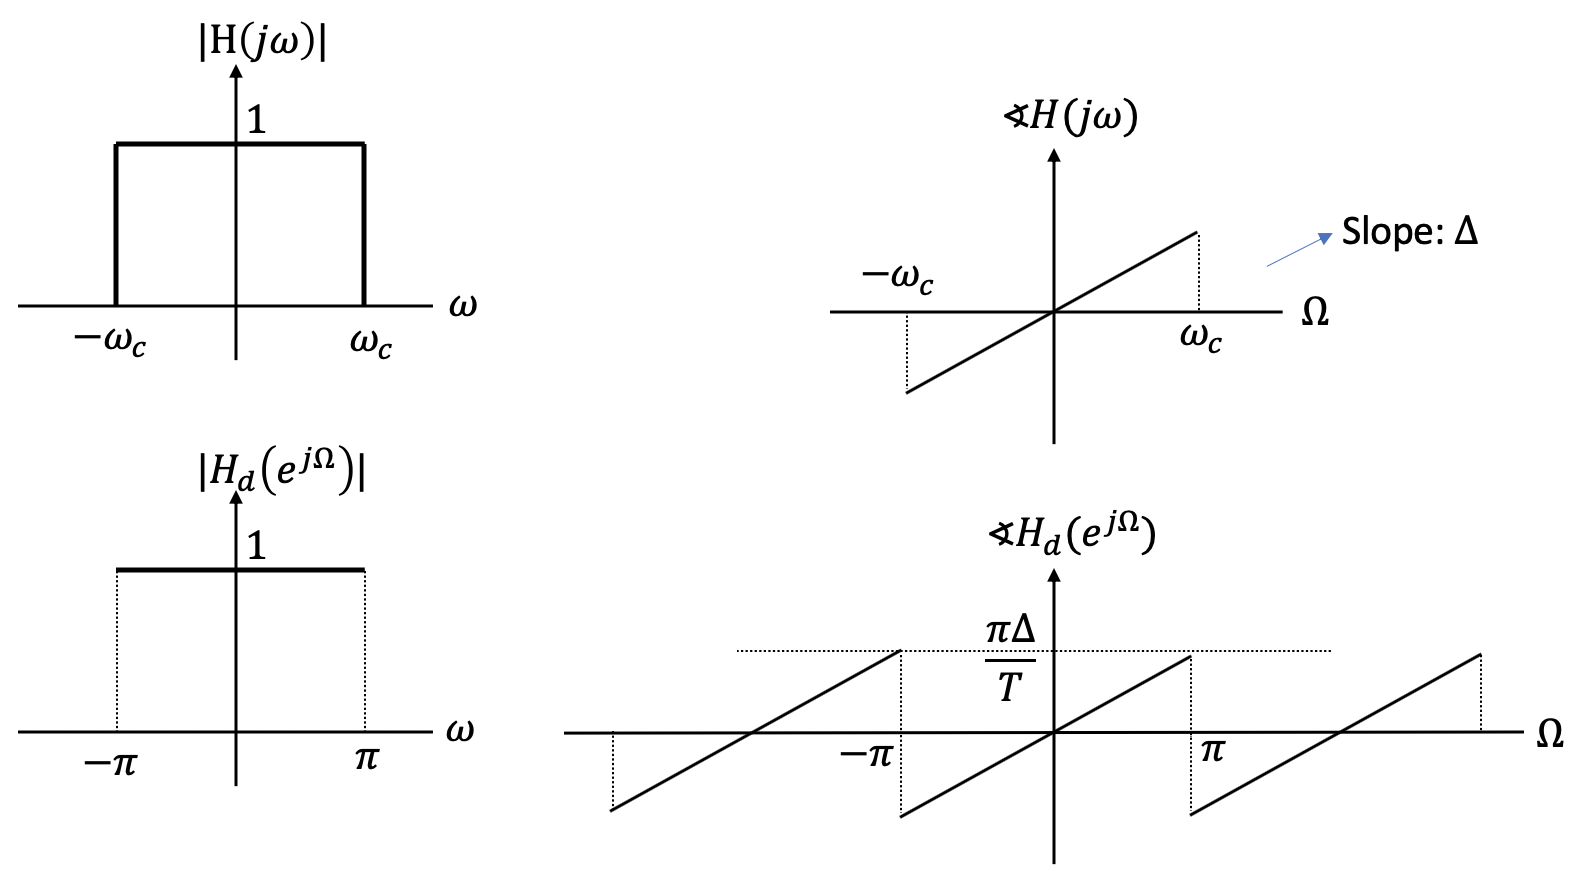 |H(jω)|
1
−ω_c
ω_c
ω
∢H(jω)
Slope: Δ
−ω_c
ω_c
Ω
|H_d(e^{jΩ})|
1
−π
π
ω
∢H_d(e^{jΩ})
πΔ
T
−π
π
Ω